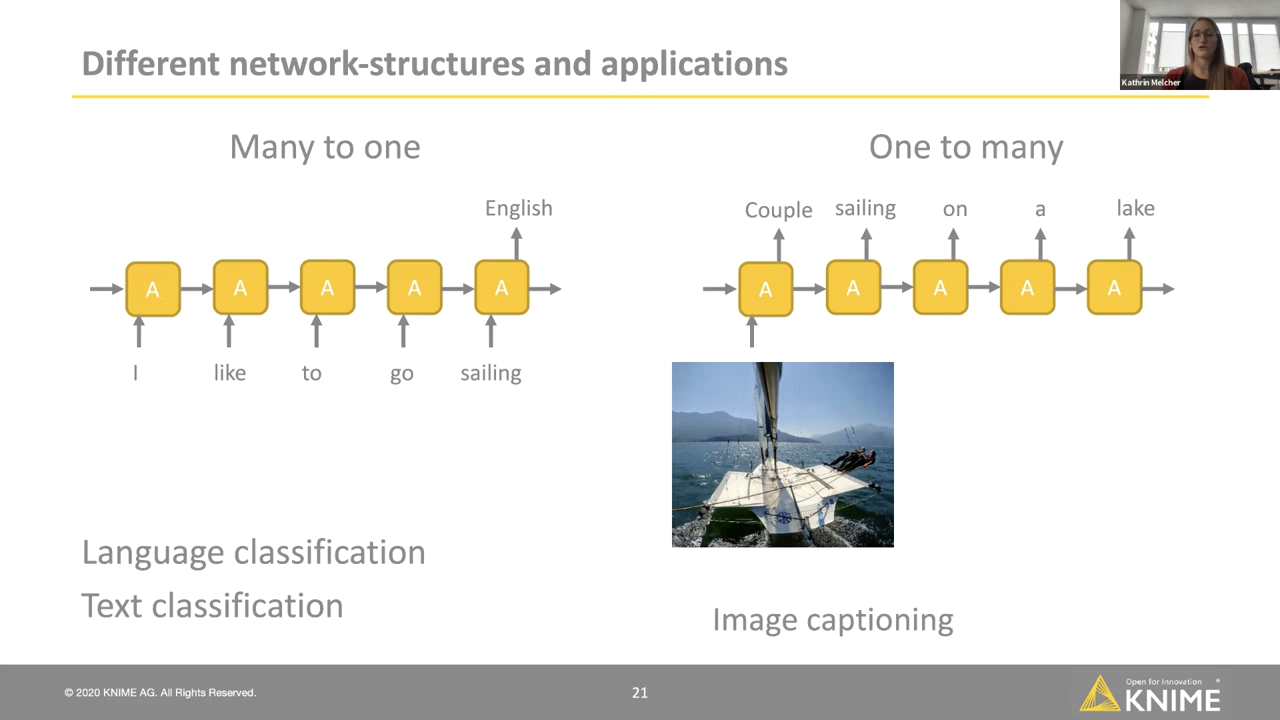 Different network-structures and applications
Kathrin Melcher
Many to one
English
A A A A A
I like to go sailing
Language classification
Text classification
One to many
Couple sailing on a lake
A A A A A
Image captioning
© 2020 KNIME AG. All Rights Reserved.
21
Open for Innovation
KNIME